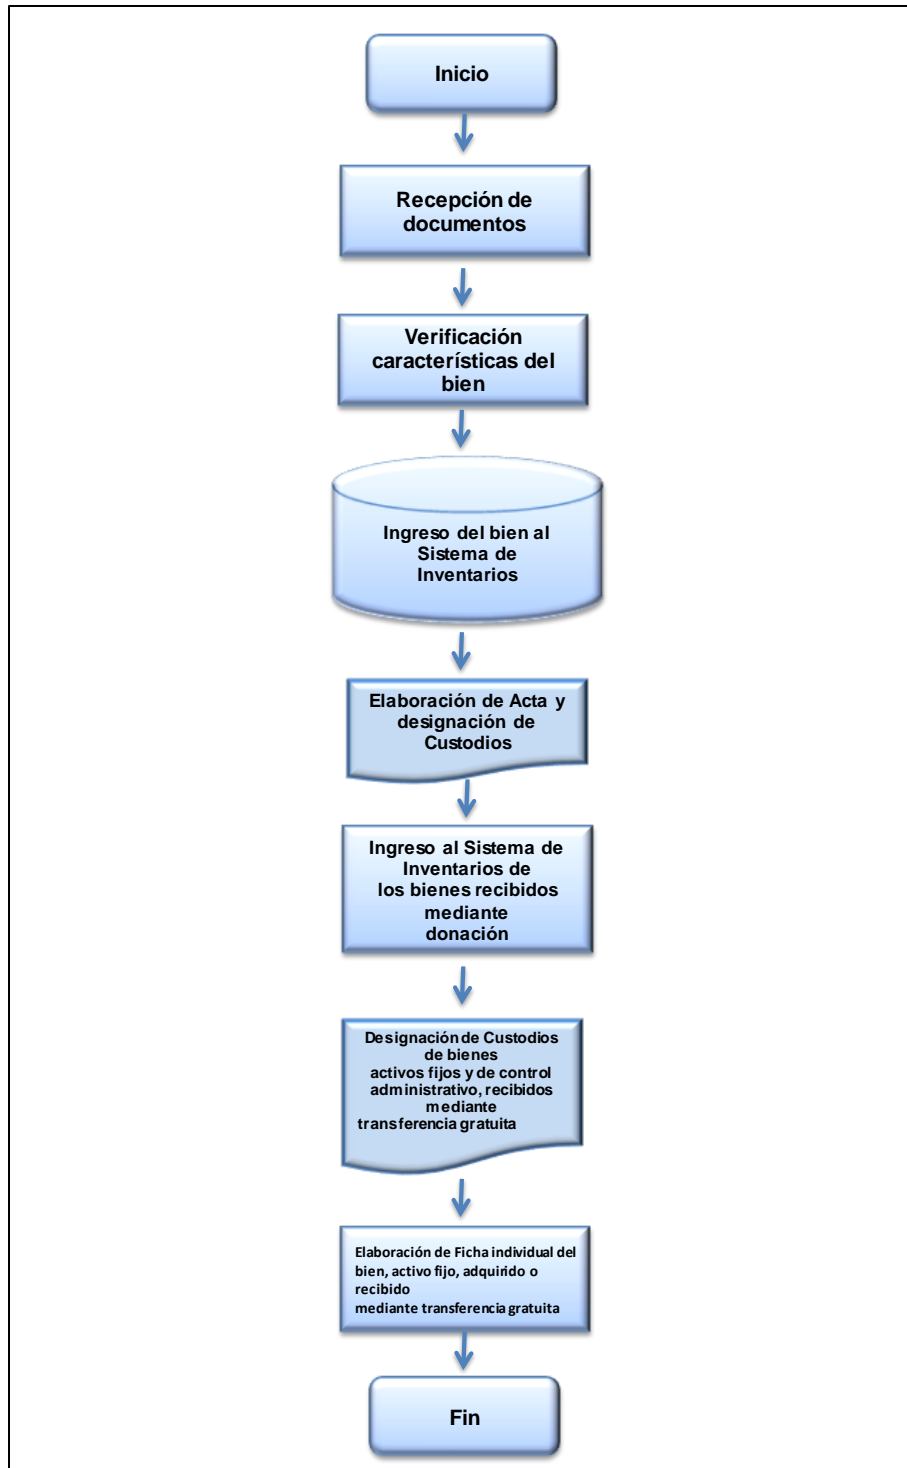 Inicio
Recepción de
documentos
Verificación
características del
bien
Ingreso del bien al
Sistema de
Inventarios
Elaboración de Acta y
designación de
Custodios
Ingreso al Sistema de
Inventarios de
los bienes recibidos
mediante
donación
Designación de Custodios
de bienes
activos fijos y de control
administrativo, recibidos
mediante
transferencia gratuita
Elaboración de Ficha individual del
bien, activo fijo, adquirido o
recibido
mediante transferencia gratuita
Fin